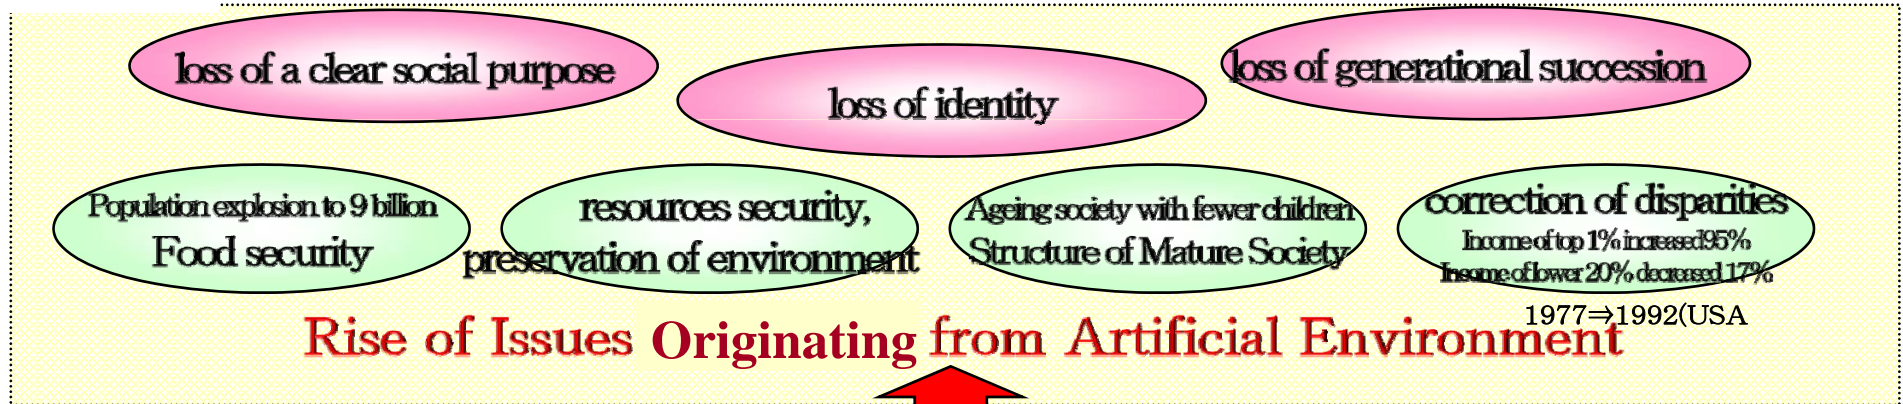 loss of a clear social purpose
loss of identity
loss of generational succession
Population explosion to 9 billion
Food security
resources security,
preservation of environment
Ageing society with fewer children
Structure of Mature Society
correction of disparities
Income of top 1% increased95%
Income of lower 20% decreased 17%
1977⇒1992(USA
Rise of Issues Originating from Artificial Environment